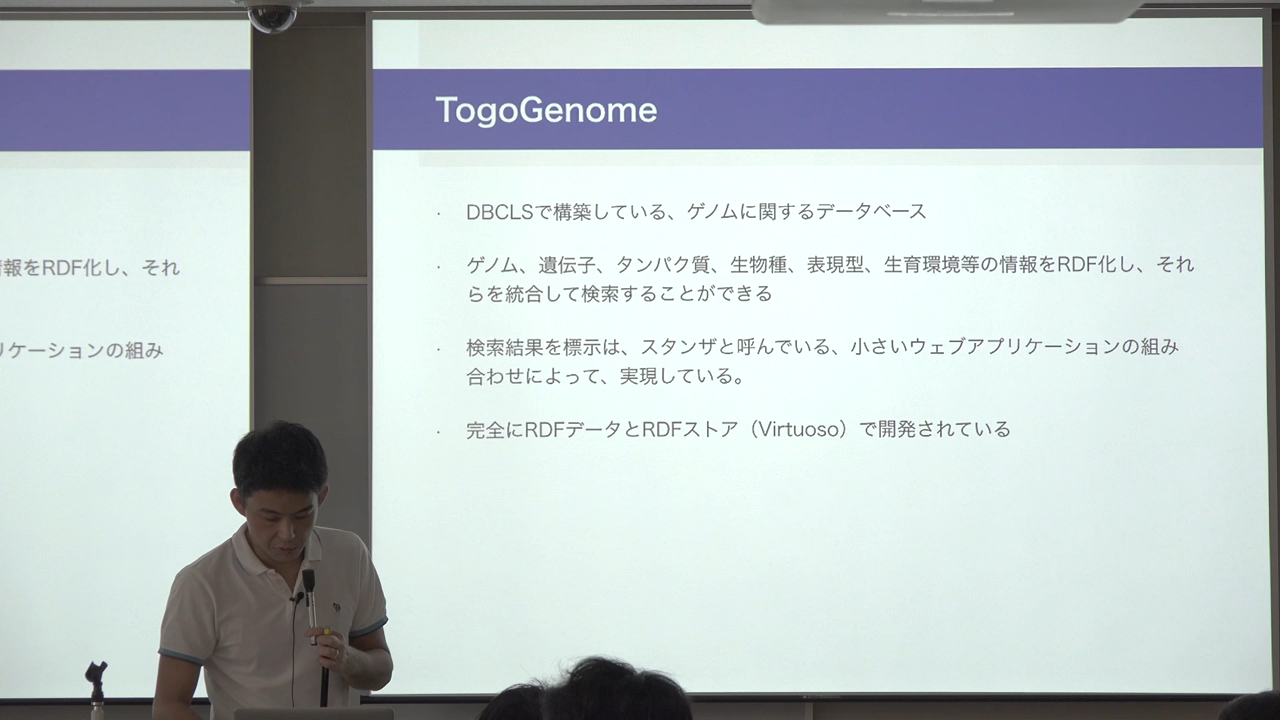 TogoGenome
・ DBCLSで構築している、ゲノムに関するデータベース
・ ゲノム、遺伝子、タンパク質、生物種、表現型、生育環境等の情報をRDF化し、それ
らを統合して検索することができる
・ 検索結果を標示は、スタンザと呼んでいる、小さいウェブアプリケーションの組み
合わせによって、実現している。
・ 完全にRDFデータとRDFストア（Virtuoso）で開発されている
報をRDF化し、それ
リケーションの組み